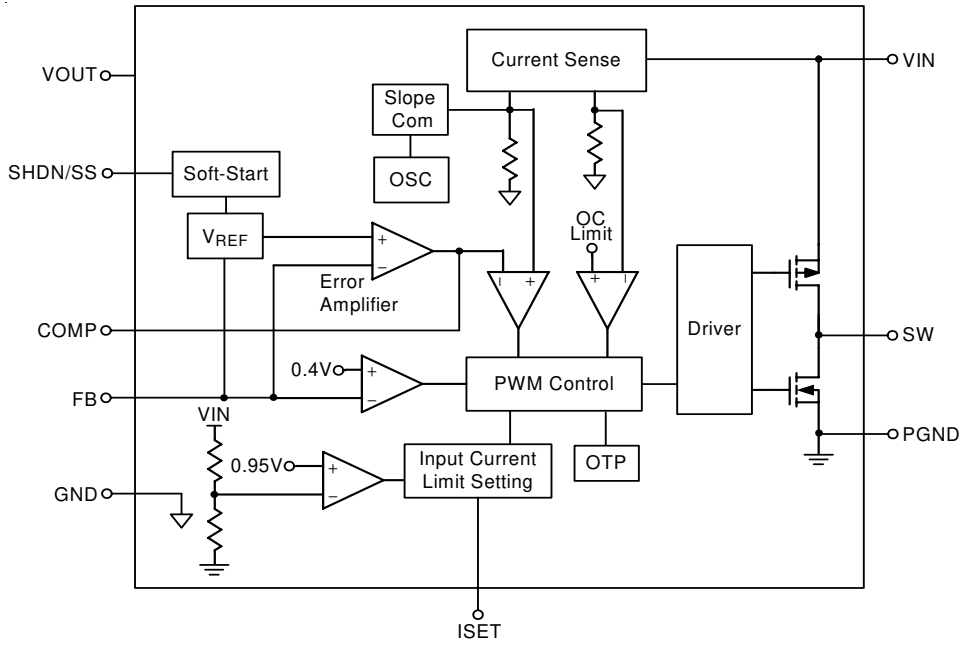 Current Sense
VIN
VOUT
Slope
Com
SHDN/SS
Soft-Start
OSC
VREF
OC
Limit
+
−
Error
Amplifier
−
+
+
−
COMP
Driver
SW
0.4V
+
−
PWM Control
FB
VIN
PGND
0.95V
+
−
Input Current
Limit Setting
OTP
GND
ISET